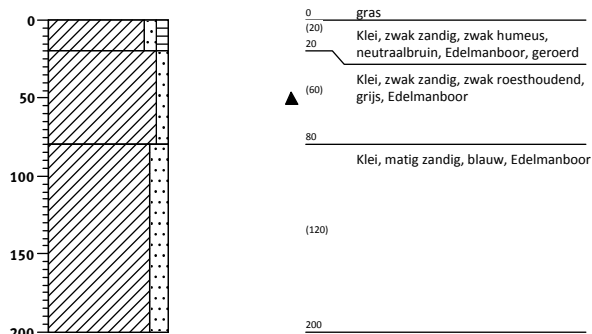 0
50
100
150
200
0 gras
(20)
Klei, zwak zandig, zwak humeus,
20 neutraalbruin, Edelmanboor, geroerd
Klei, zwak zandig, zwak roesthoudend,
(60)
grijs, Edelmanboor
80
Klei, matig zandig, blauw, Edelmanboor
(120)
200